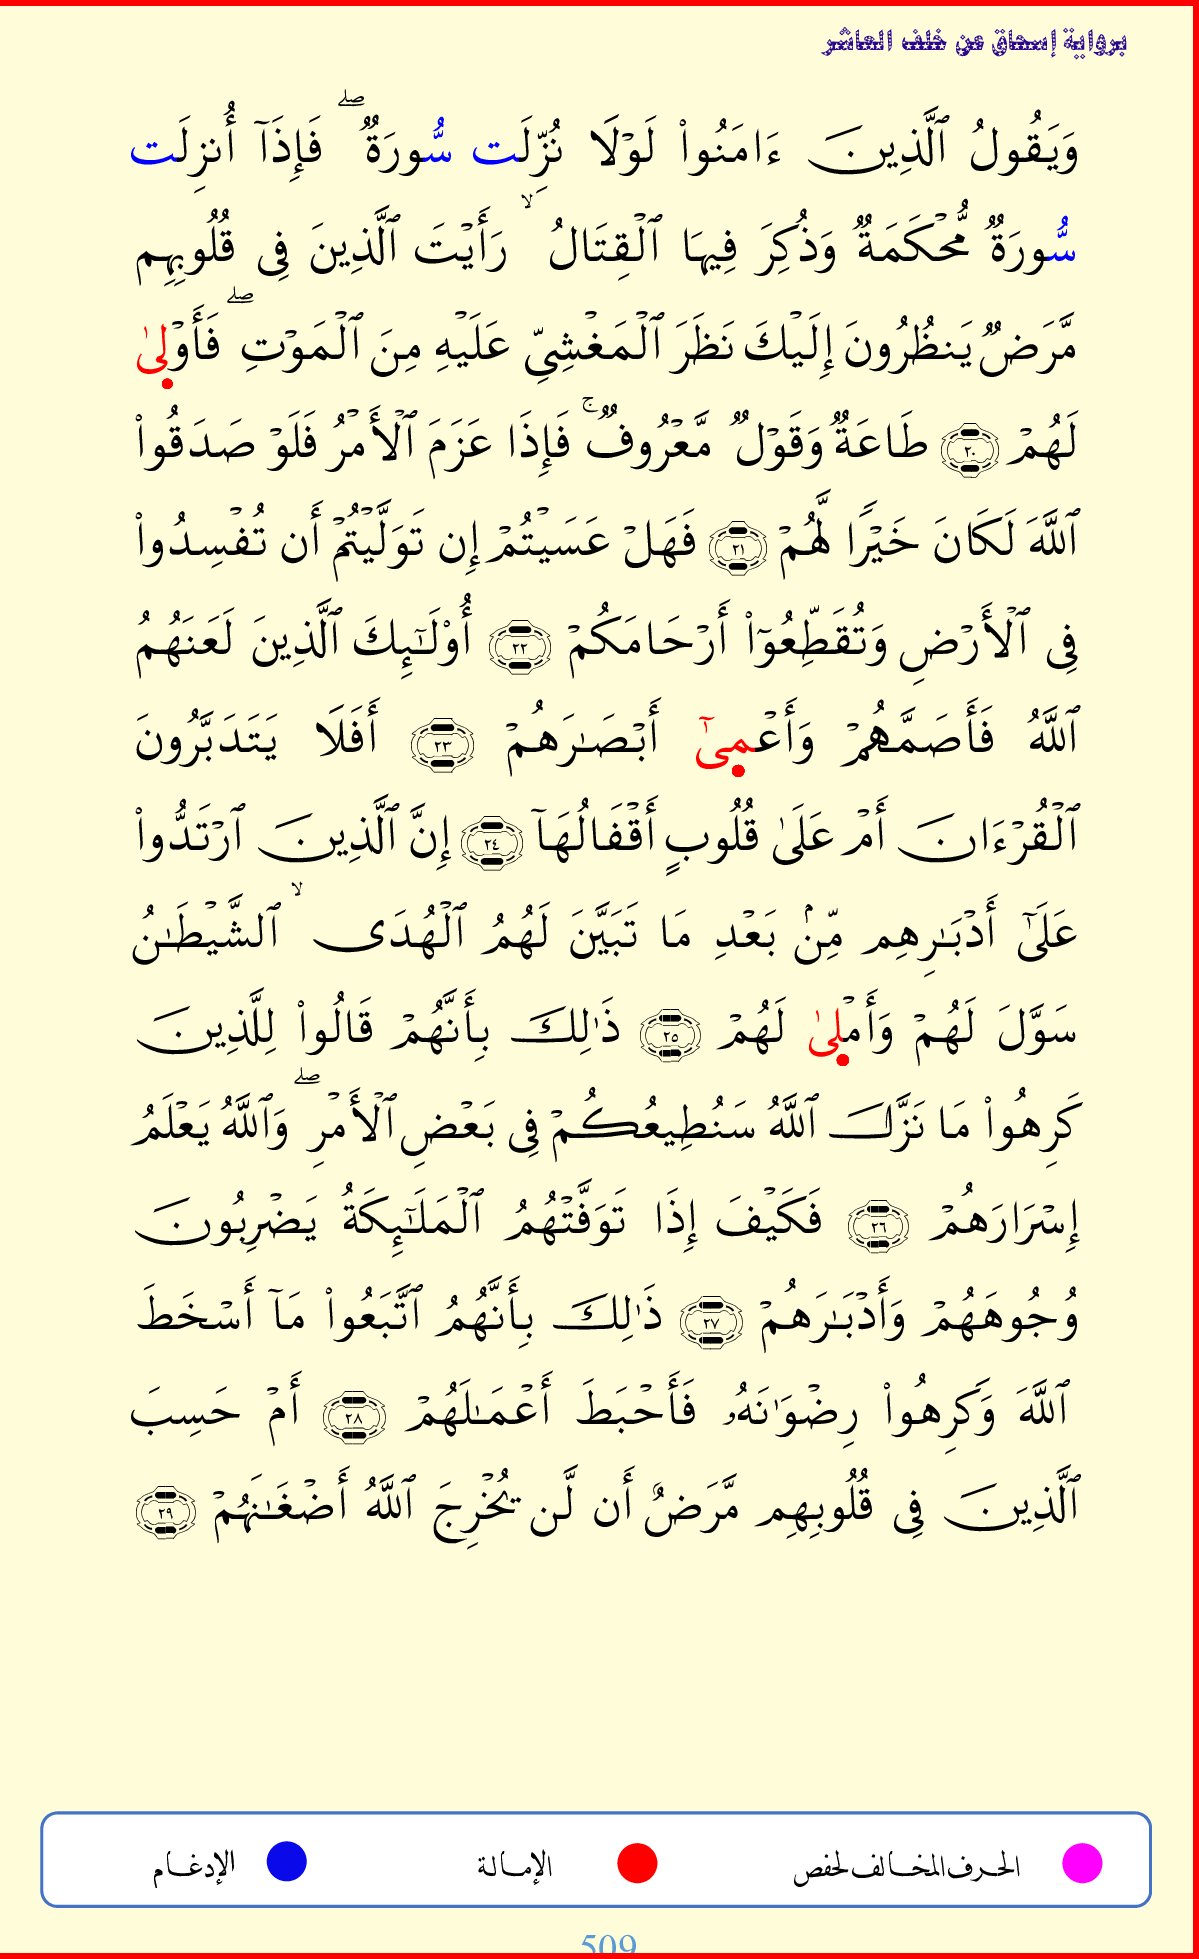 برواية إسحاق عن خلف العاشر
وَيَقُولُ ٱلَّذِينَ ءَامَنُوا۟ لَوۡلَا نُزِّلَت سُّورَةٌۖ فَإِذَآ أُنزِلَت
سُّورَةٌ مُّحۡكَمَةٌ وَذُكِرَ فِيهَا ٱلۡقِتَالُۙ رَأَيۡتَ ٱلَّذِينَ فِى قُلُوبِهِم
مَّرَضٌ يَنظُرُونَ إِلَيۡكَ نَظَرَ ٱلۡمَغۡشِىِّ عَلَيۡهِ مِنَ ٱلۡمَوۡتِۖ فَأَوۡلىٰ
لَهُمۡ ٢٠ طَاعَةٌ وَقَوۡلٌ مَّعۡرُوفٌۚ فَإِذَا عَزَمَ ٱلۡأَمۡرُ فَلَوۡ صَدَقُوا۟
ٱللَّهَ لَكَانَ خَيۡرًا لَّهُمۡ ٢١ فَهَلۡ عَسَيۡتُمۡ إِن تَوَلَّيۡتُمۡ أَن تُفۡسِدُوا۟
فِى ٱلۡأَرۡضِ وَتُقَطِّعُوٓا۟ أَرۡحَامَكُمۡ ٢٢ أُو۟لَـٰٓئِكَ ٱلَّذِينَ لَعَنَهُمُ
ٱللَّهُ فَأَصَمَّهُمۡ وَأَعۡمىٰٓ أَبۡصَـٰرَهُمۡ ٢٣ أَفَلَا يَتَدَبَّرُونَ
ٱلۡقُرۡءَانَ أَمۡ عَلَىٰ قُلُوبٍ أَقۡفَالُهَآ ٢٤ إِنَّ ٱلَّذِينَ ٱرۡتَدُّوا۟
عَلَىٰٓ أَدۡبَـٰرِهِم مِّنۢ بَعۡدِ مَا تَبَيَّنَ لَهُمُ ٱلۡهُدَىۙ ٱلشَّيۡطَـٰنُ
سَوَّلَ لَهُمۡ وَأَمۡلىٰ لَهُمۡ ٢٥ ذَٰلِكَ بِأَنَّهُمۡ قَالُوا۟ لِلَّذِينَ
كَرِهُوا۟ مَا نَزَّلَ ٱللَّهُ سَنُطِيعُكُمۡ فِى بَعۡضِ ٱلۡأَمۡرِۖ وَٱللَّهُ يَعۡلَمُ
إِسۡرَارَهُمۡ ٢٦ فَكَيۡفَ إِذَا تَوَفَّتۡهُمُ ٱلۡمَلَـٰٓئِكَةُ يَضۡرِبُونَ
وُجُوهَهُمۡ وَأَدۡبَـٰرَهُمۡ ٢٧ ذَٰلِكَ بِأَنَّهُمُ ٱتَّبَعُوا۟ مَآ أَسۡخَطَ
ٱللَّهَ وَكَرِهُوا۟ رِضۡوَٰنَهُۥ فَأَحۡبَطَ أَعۡمَـٰلَهُمۡ ٢٨ أَمۡ حَسِبَ
ٱلَّذِينَ فِى قُلُوبِهِم مَّرَضٌ أَن لَّن يُخۡرِجَ ٱللَّهُ أَضۡغَـٰنَهُمۡ ٢٩
الحرف المخالف لحفص الإمالة الإدغام
509